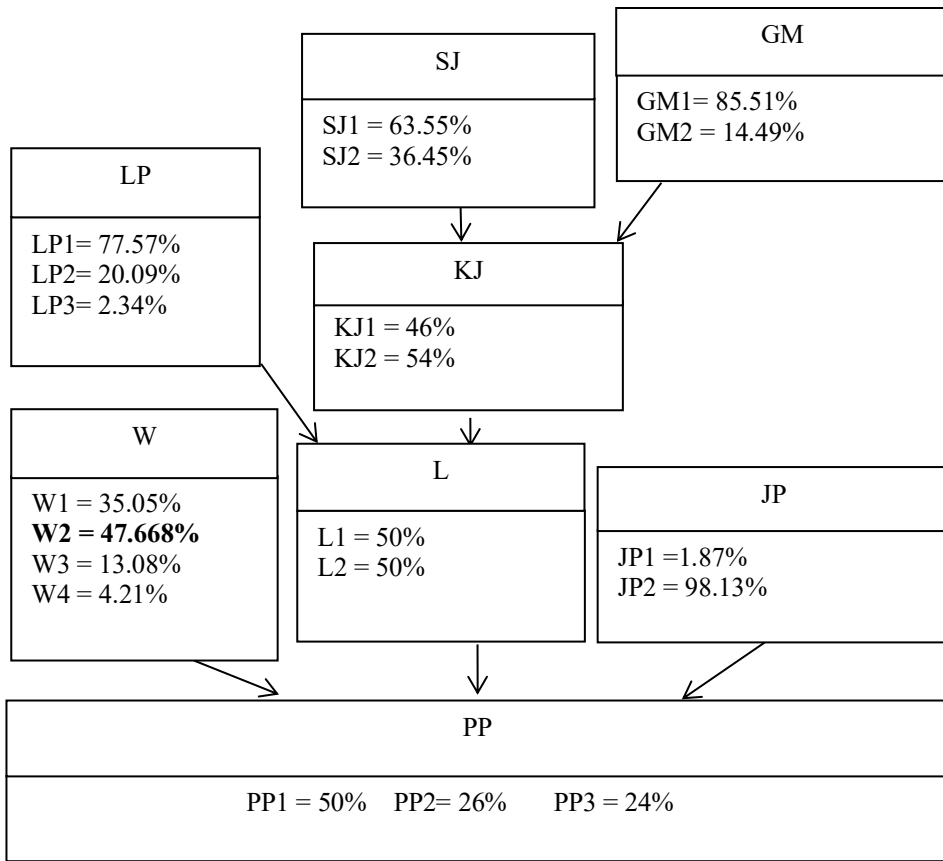 SJ
SJ1 = 63.55%
SJ2 = 36.45%
GM
GM1= 85.51%
GM2 = 14.49%
LP
LP1= 77.57%
LP2= 20.09%
LP3= 2.34%
KJ
KJ1 = 46%
KJ2 = 54%
W
W1 = 35.05%
W2 = 47.668%
W3 = 13.08%
W4 = 4.21%
L
L1 = 50%
L2 = 50%
JP
JP1 =1.87%
JP2 = 98.13%
PP
PP1 = 50% PP2= 26% PP3 = 24%